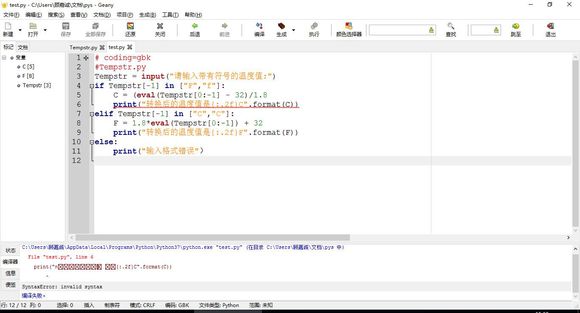 test.py - C:\Users\顾嘉诚\文档\pys - Geany
文件(F) 编辑(E) 搜索(S) 查看(V) 文档(D) 项目(P) 生成(B) 工具(T) 帮助(H)
新建 打开 保存 全部保存 还原 关闭 后退 前进 编译 生成 执行 颜色选择器 查找 跳至 退出
标记 文档 Tempstr.py test.py
变量
C [5]
F [8]
Tempstr [3]
1 # coding=gbk
2 #Tempstr.py
3 Tempstr = input("请输入带有符号的温度值:")
4 if Tempstr[-1] in ["F","f"]:
5 C = (eval(Tempstr[0:-1] - 32)/1.8
6 print("转换后的温度值是{:.2f}C".format(C))
7 elif Tempstr[-1] in ["C","C"]:
8 F = 1.8*eval(Tempstr[0:-1]) + 32
9 print("转换后的温度值是{:.2f}F".format(F))
10 else:
11 print("输入格式错误")
12
状态
编译器
信息
便签
C:\Users\顾嘉诚\AppData\Local\Programs\Python\Python37\python.exe "test.py" (在目录 C:\Users\顾嘉诚\文档\pys 中)
File "test.py", line 6
{:.2f}C".format(C))
^
SyntaxError: invalid syntax
编译失败。
行: 12 / 12 列: 0 选择: 0 插入 制表符 模式: CRLF 编码: GBK 文件类型: Python 范围: 未知